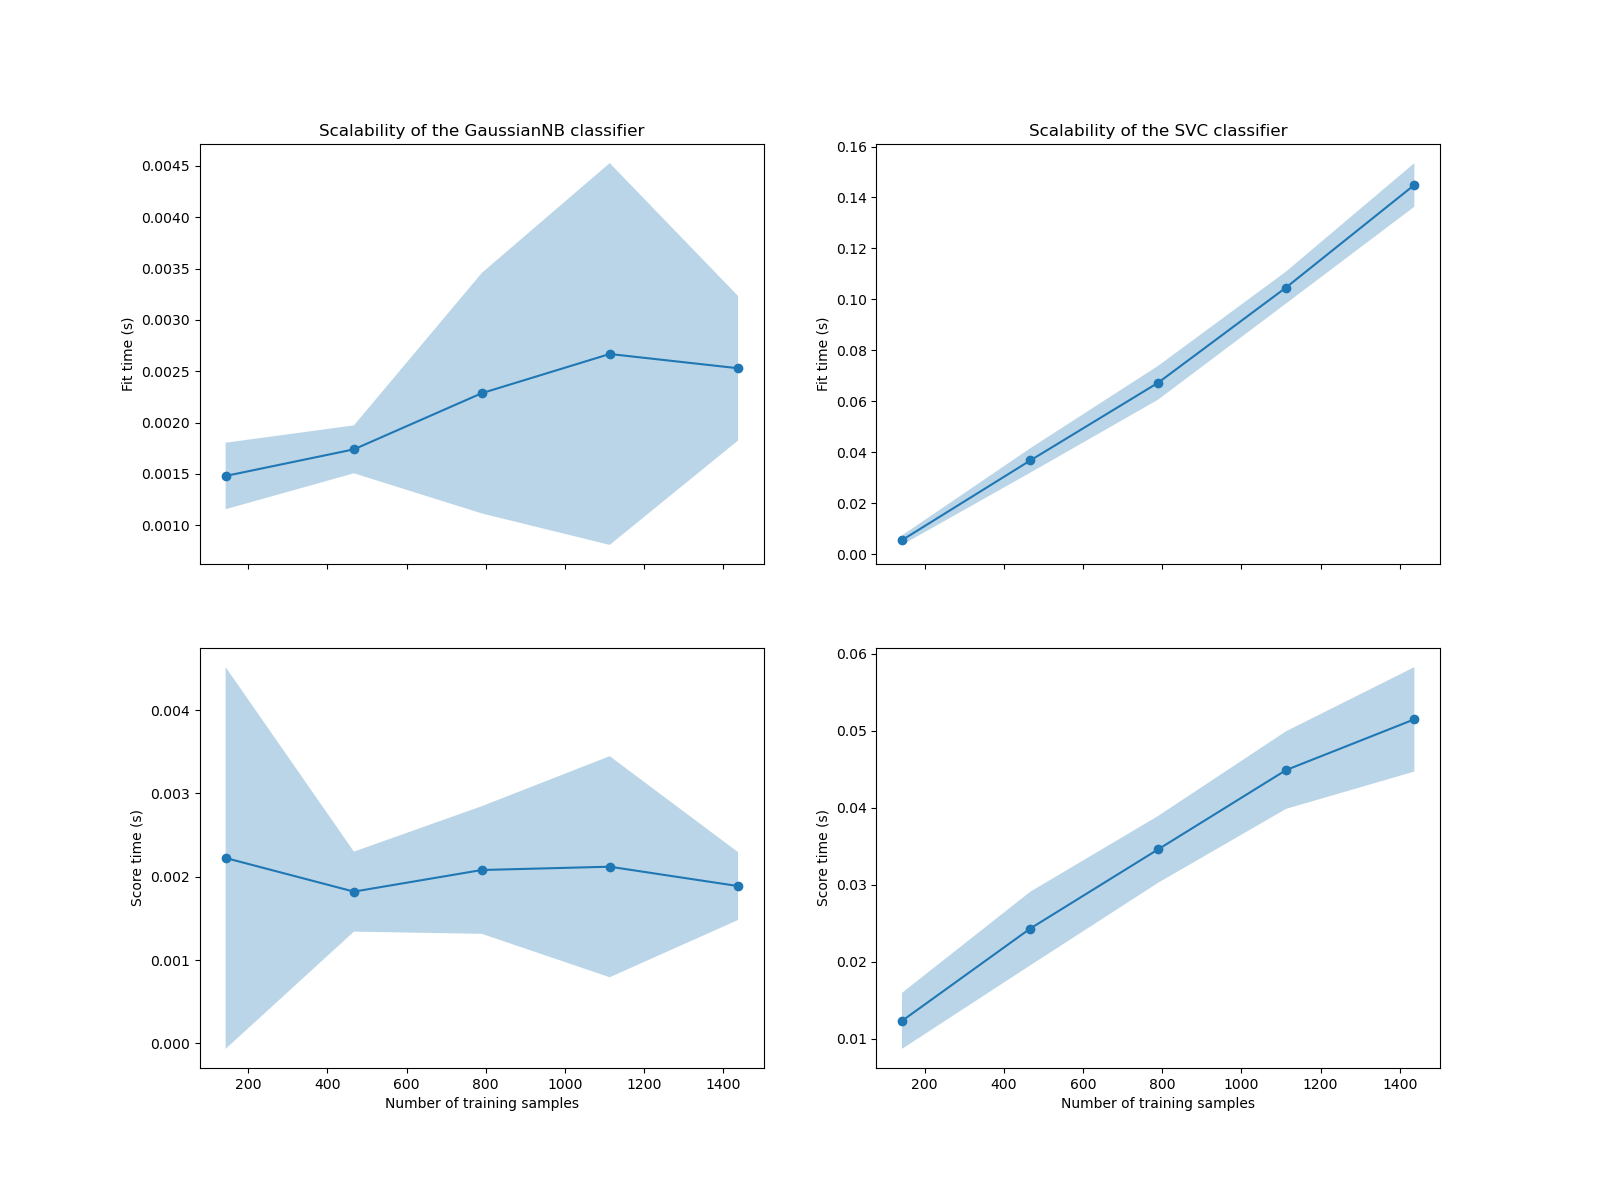 Scalability of the GaussianNB classifier
0.0045
0.0040
0.0035
0.0030
0.0025
0.0020
0.0015
0.0010
Fit time (s)
Scalability of the SVC classifier
0.16
0.14
0.12
0.10
0.08
0.06
0.04
0.02
0.00
Fit time (s)
0.004
0.003
0.002
0.001
0.000
Score time (s)
200 400 600 800 1000 1200 1400
Number of training samples
0.06
0.05
0.04
0.03
0.02
0.01
Score time (s)
200 400 600 800 1000 1200 1400
Number of training samples